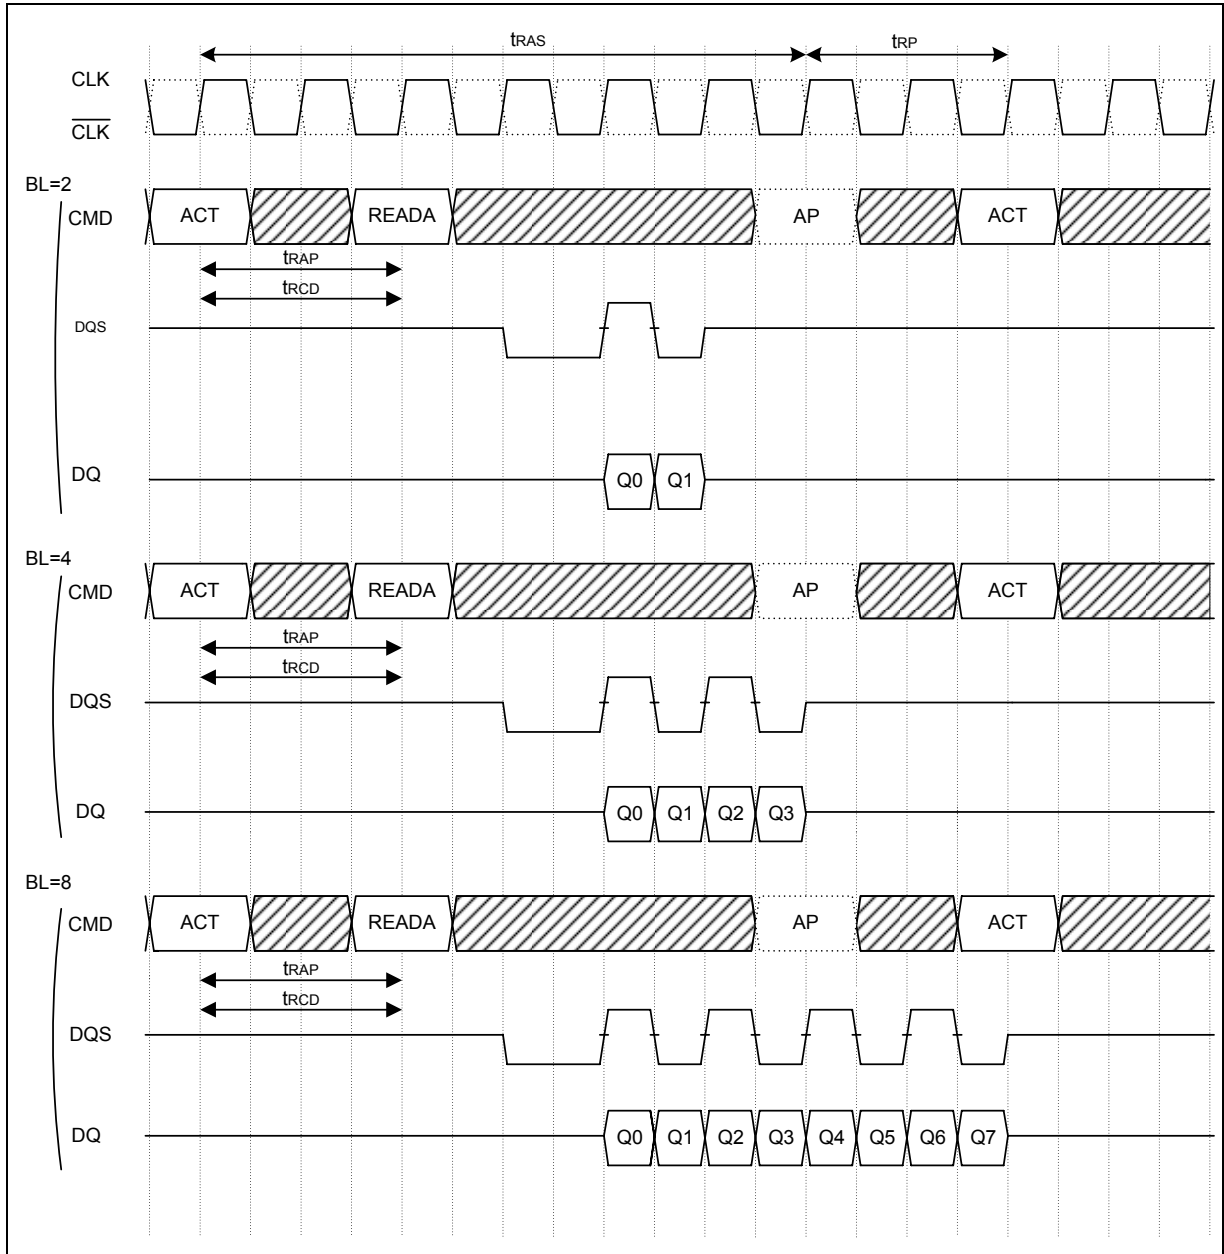 tRAS tRP
CLK
CLK
BL=2
CMD ACT READA AP ACT
tRAP
tRCD
DQS
DQ Q0 Q1
BL=4
CMD ACT READA AP ACT
tRAP
tRCD
DQS
DQ Q0 Q1 Q2 Q3
BL=8
CMD ACT READA AP ACT
tRAP
tRCD
DQS
DQ Q0 Q1 Q2 Q3 Q4 Q5 Q6 Q7